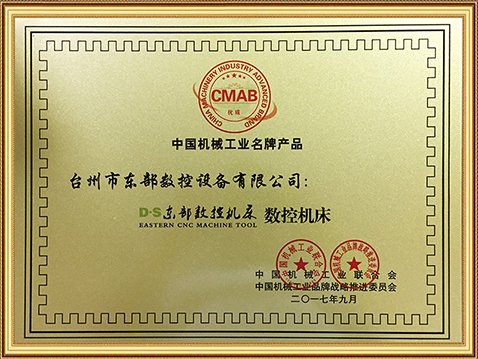 CHINA MACHINERY INDUSTRY ADVANCED BRAND
CMAB
优质
中国机械工业名牌产品
台州市东部数控设备有限公司：
D·S东部数控机床 数控机床
EASTERN CNC MACHINE TOOL
中国机械工业联合会
中国机械工业品牌战略推进委员会
二〇一七年九月